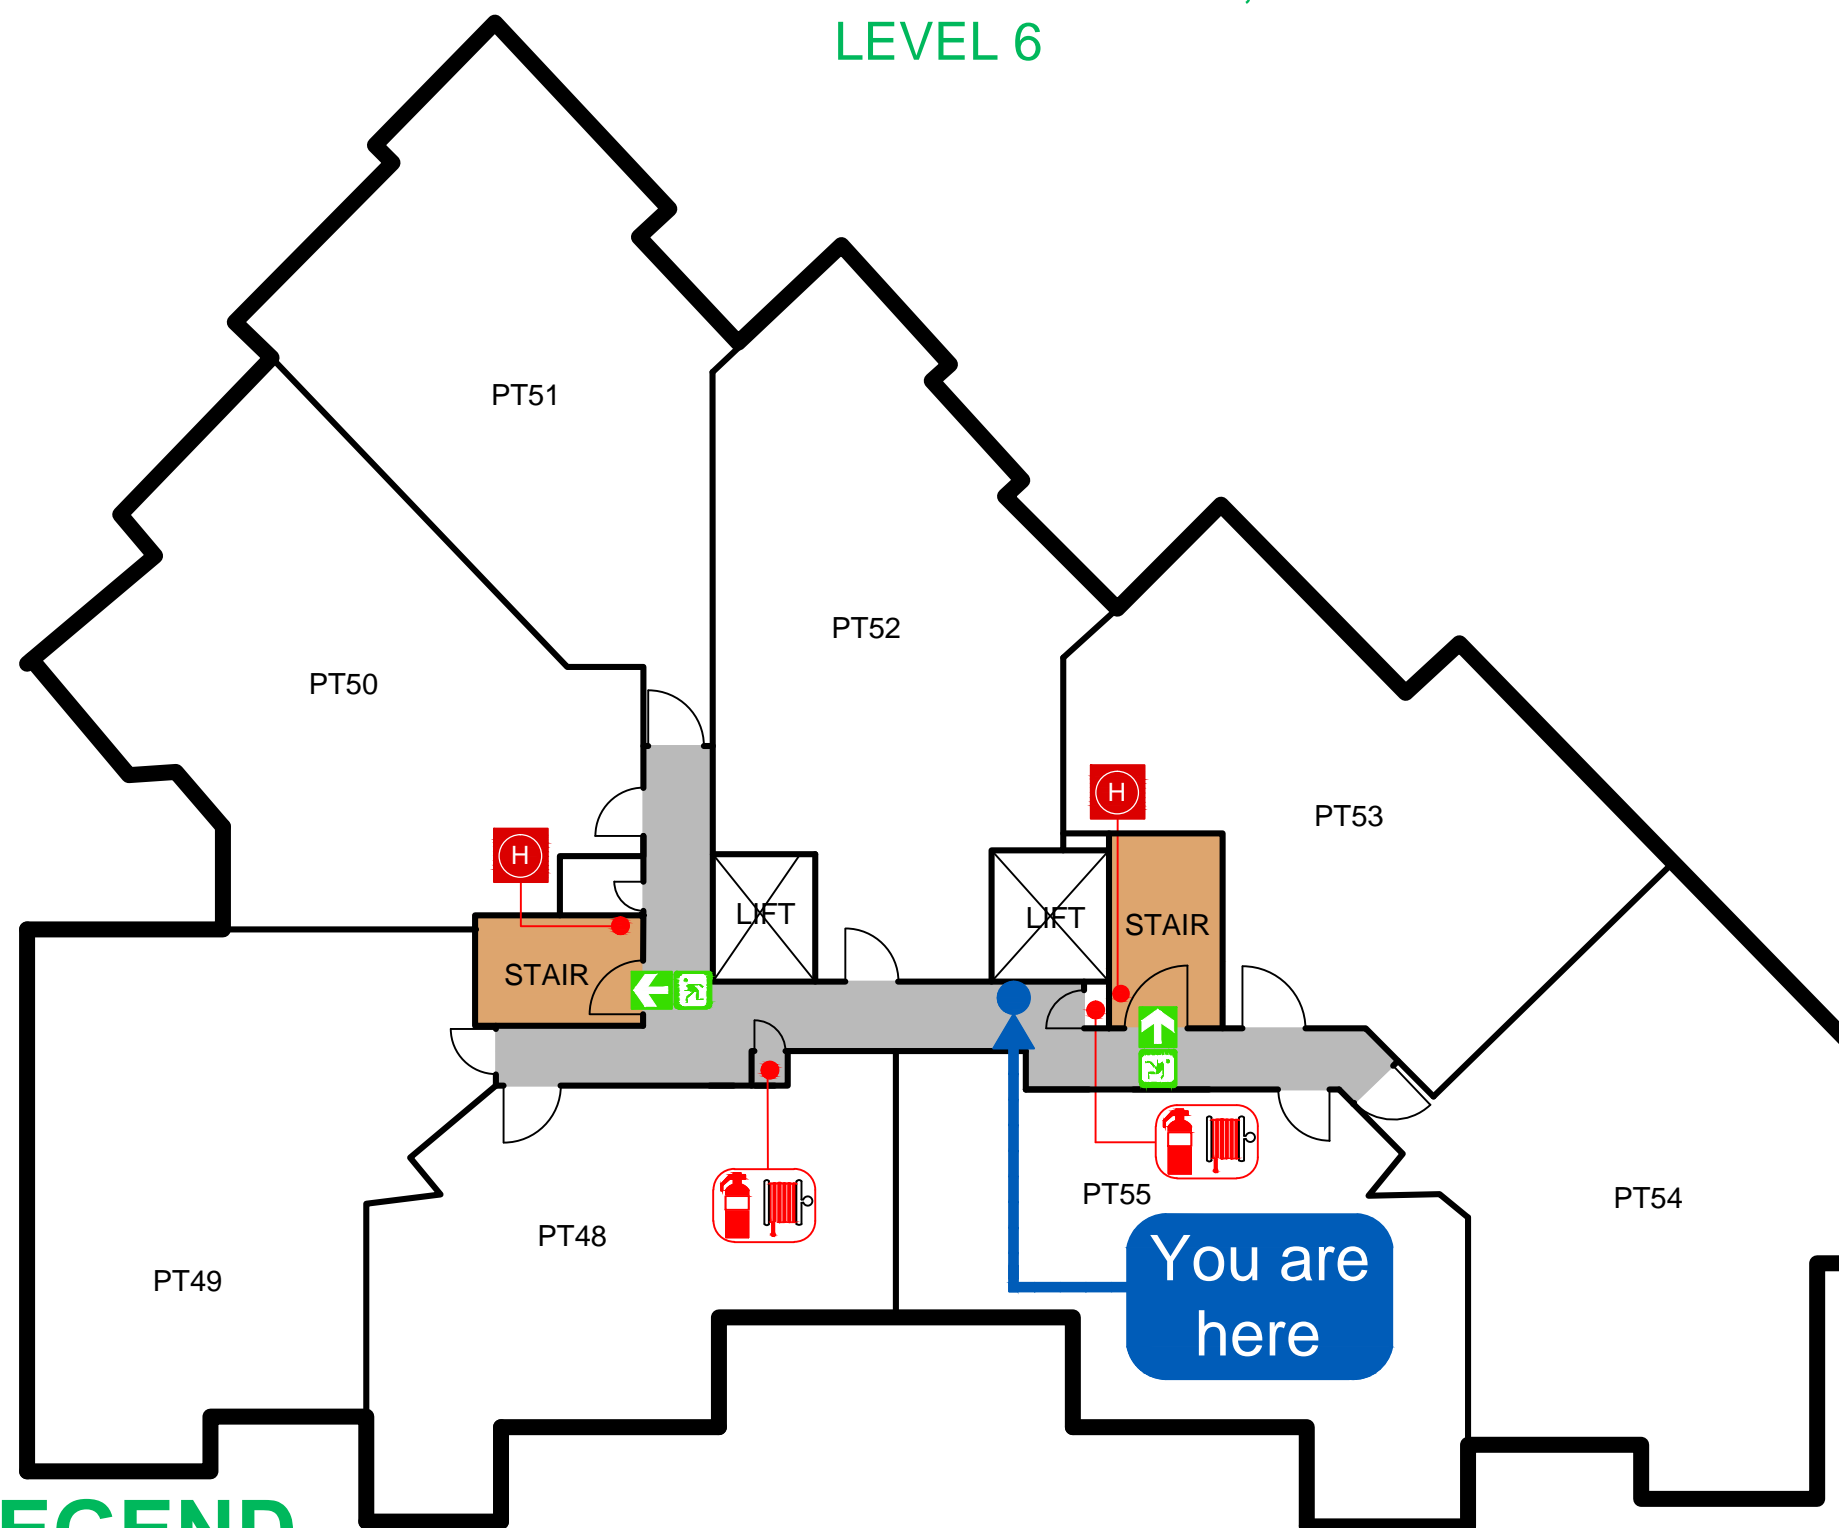 LEVEL 6
PT51
PT52
PT50
H
PT53
H
LIFT
LIFT
STAIR
STAIR
PT55
PT54
PT48
You are
here
PT49